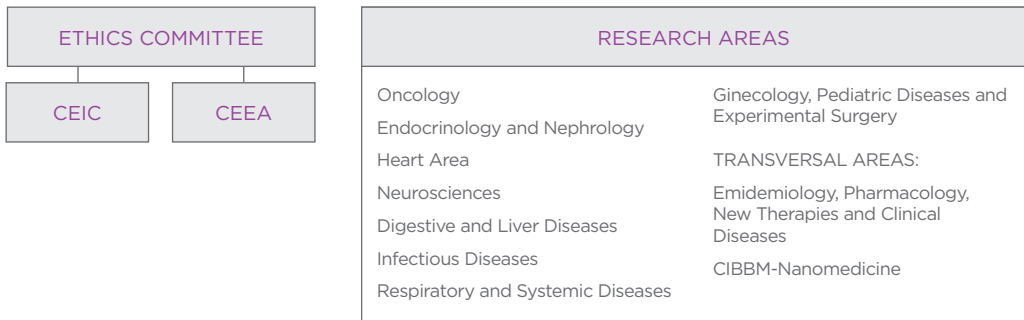 ETHICS COMMITTEE
CEIC
CEEA
RESEARCH AREAS
Oncology
Endocrinology and Nephrology
Heart Area
Neurosciences
Digestive and Liver Diseases
Infectious Diseases
Respiratory and Systemic Diseases
Ginecology, Pediatric Diseases and
Experimental Surgery
TRANSVERSAL AREAS:
Emidemiology, Pharmacology,
New Therapies and Clinical
Diseases
CIBBM-Nanomedicine